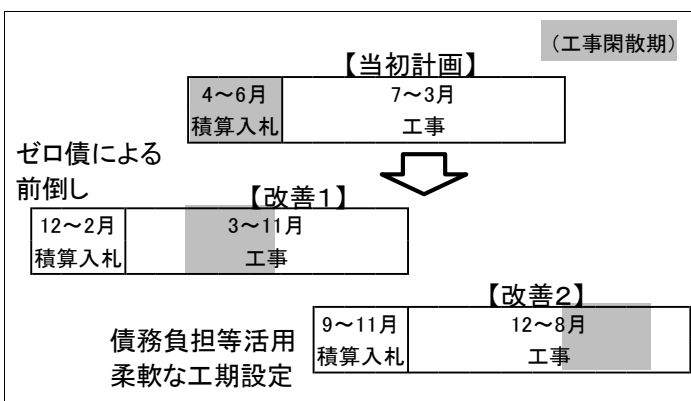 （工事閑散期）
【当初計画】
4～6月 7～3月
積算入札 工事
ゼロ債による
前倒し
【改善1】
12～2月 3～11月
積算入札 工事
【改善2】
9～11月 12～8月
積算入札 工事
債務負担等活用
柔軟な工期設定